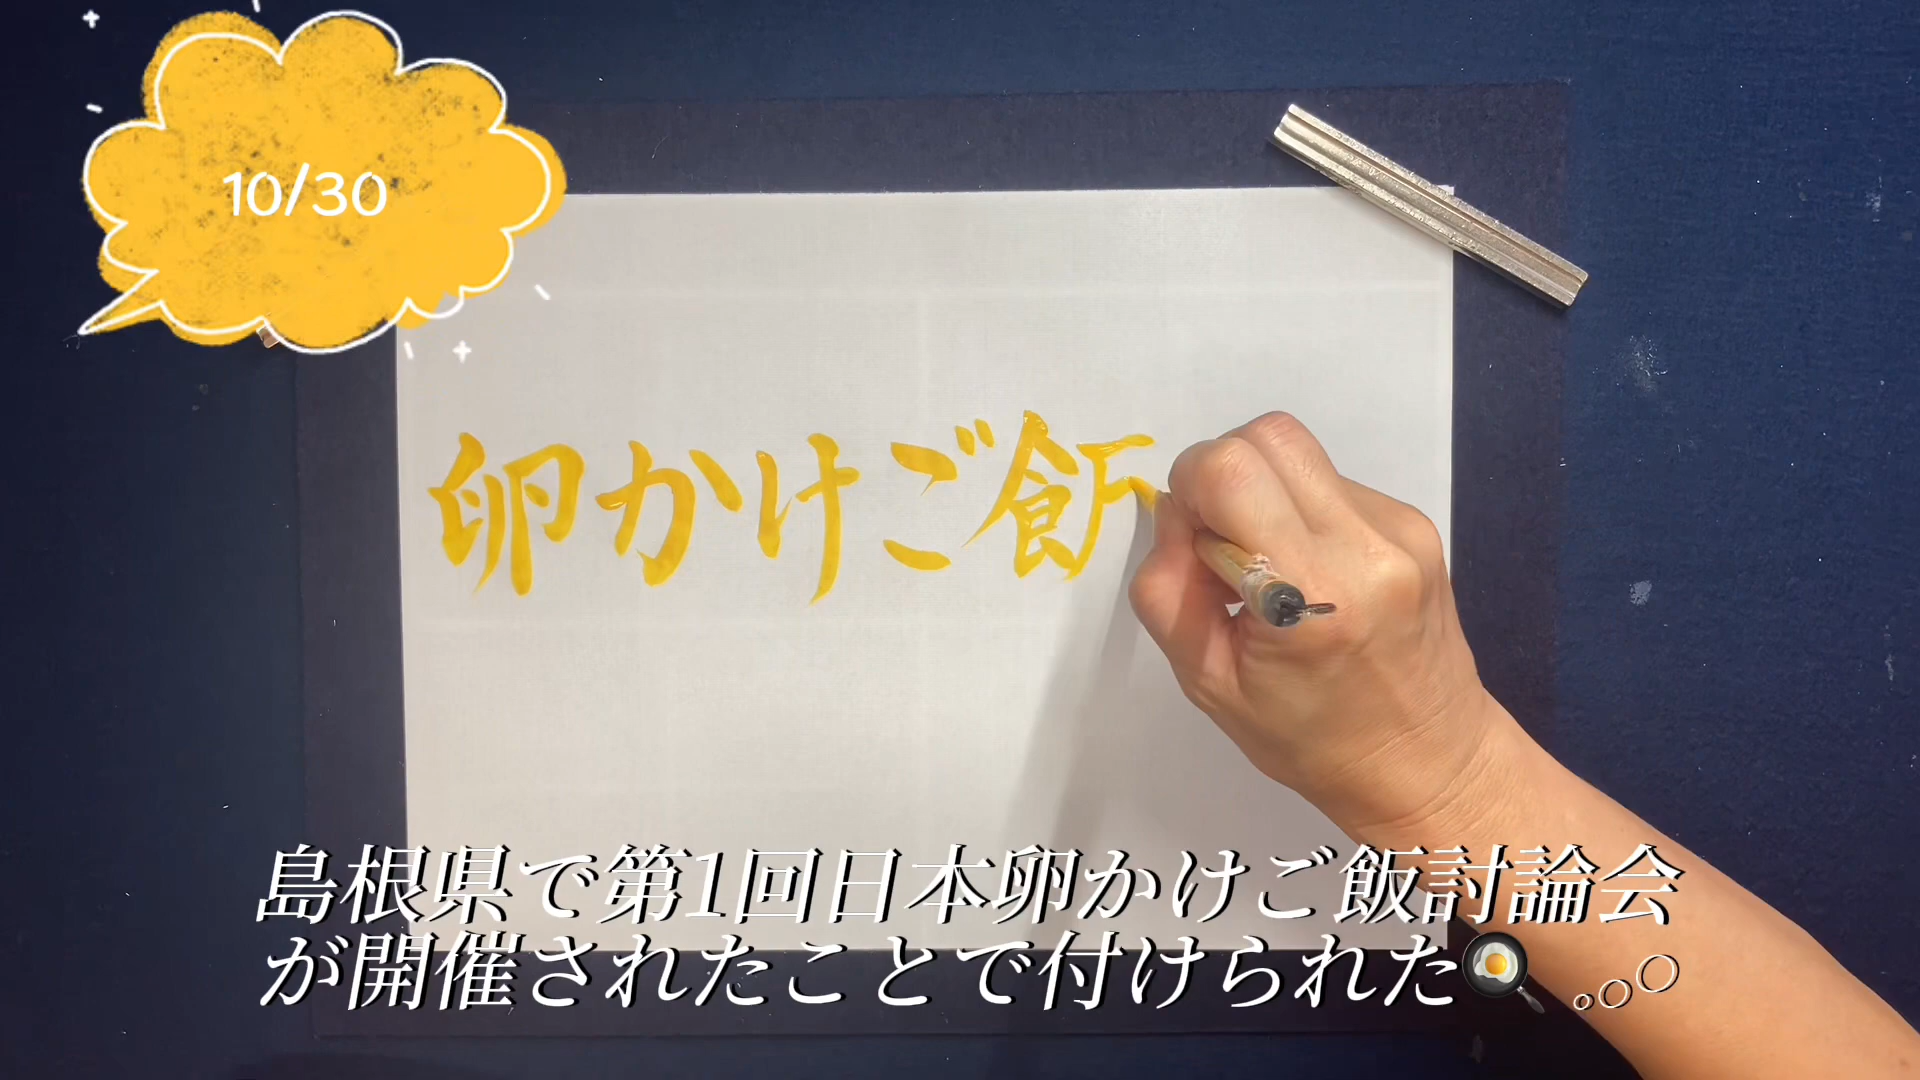 10/30
卵かけご飯
島根県で第1回日本卵かけご飯討論会
が開催されたことで付けられた🍳 。○○